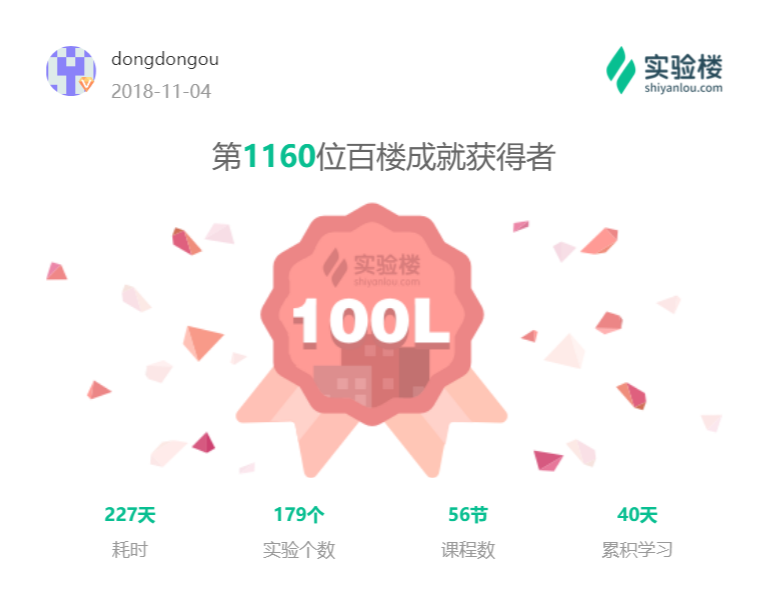 dongdongou
2018-11-04
实验楼
shiyanlou.com
第1160位百楼成就获得者
实验楼
shiyanlou.com
100L
227天
179个
56节
40天
耗时
实验个数
课程数
累积学习